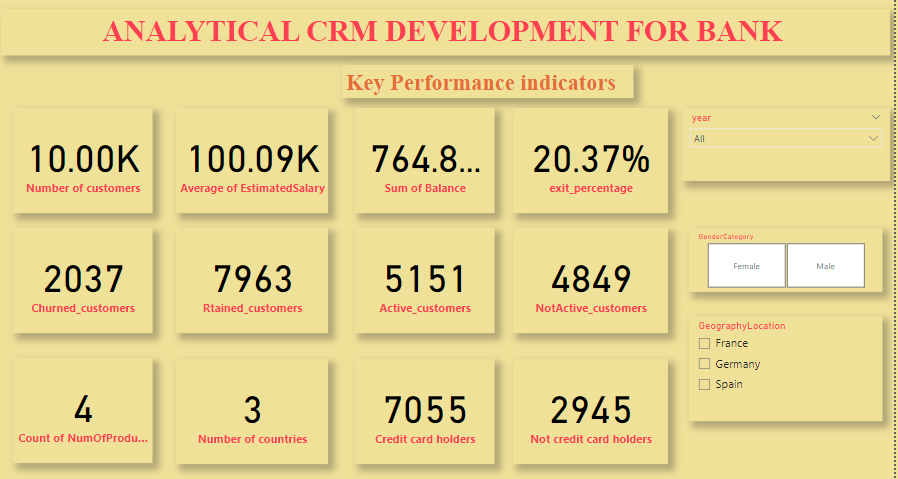 ANALYTICAL CRM DEVELOPMENT FOR BANK
Key Performance indicators
10.00K
Number of customers
100.09K
Average of EstimatedSalary
764.8...
Sum of Balance
20.37%
exit_percentage
year
All
2037
Churned_customers
7963
Rtained_customers
5151
Active_customers
4849
NotActive_customers
GenderCategory
Female
Male
4
Count of NumOfProdu...
3
Number of countries
7055
Credit card holders
2945
Not credit card holders
GeographyLocation
France
Germany
Spain